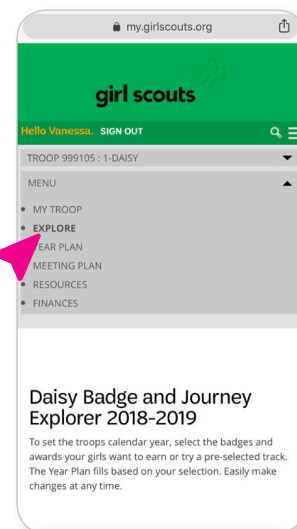 my.girlscouts.org
girl scouts
Hello Vanessa. SIGN OUT
TROOP 999105 : 1-DAISY
MENU
MY TROOP
EXPLORE
YEAR PLAN
MEETING PLAN
RESOURCES
FINANCES
Daisy Badge and Journey
Explorer 2018-2019
To set the troops calendar year, select the badges and
awards your girls want to earn or try a pre-selected track.
The Year Plan fills based on your selection. Easily make
changes at any time.